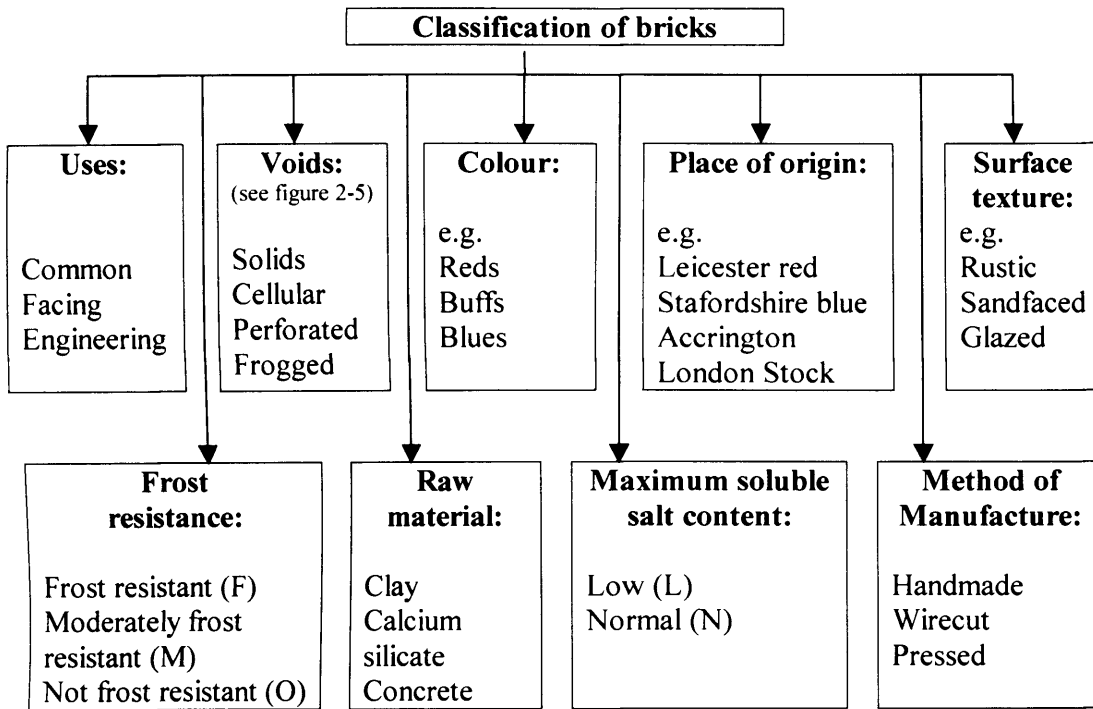 Classification of bricks
Uses:
Common
Facing
Engineering
Voids:
(see figure 2-5)
Solids
Cellular
Perforated
Frogged
Colour:
e.g.
Reds
Buffs
Blues
Place of origin:
e.g.
Leicester red
Stafordshire blue
Accrington
London Stock
Surface
texture:
e.g.
Rustic
Sandfaced
Glazed
Frost
resistance:
Frost resistant (F)
Moderately frost
resistant (M)
Not frost resistant (O)
Raw
material:
Clay
Calcium
silicate
Concrete
Maximum soluble
salt content:
Low (L)
Normal (N)
Method of
Manufacture:
Handmade
Wirecut
Pressed